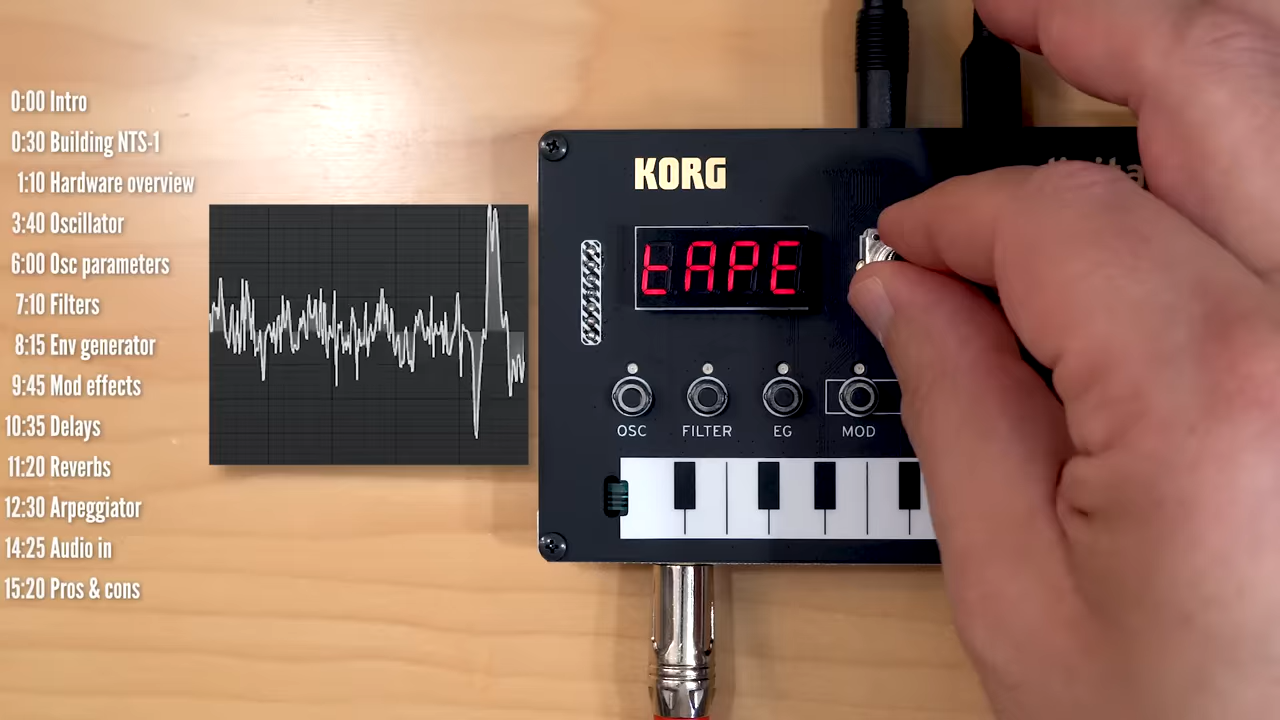 0:00 Intro
0:30 Building NTS-1
1:10 Hardware overview
3:40 Oscillator
6:00 Osc parameters
7:10 Filters
8:15 Env generator
9:45 Mod effects
10:35 Delays
11:20 Reverbs
12:30 Arpeggiator
14:25 Audio in
15:20 Pros & cons
KORG
tAPE
OSC FILTER EG MOD